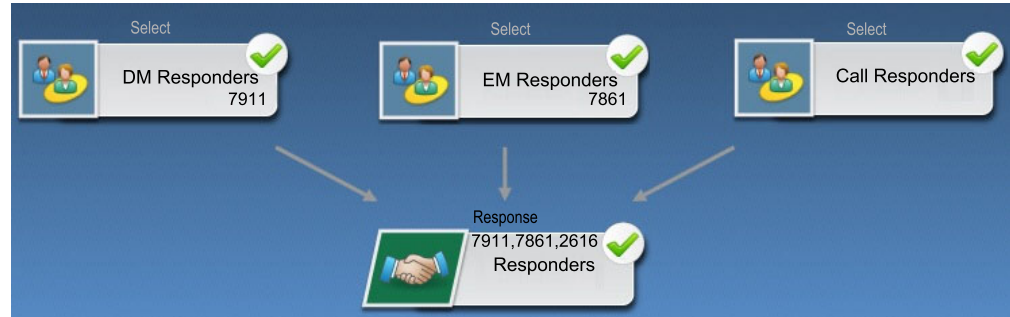 Select
DM Responders
7911
Select
EM Responders
7861
Select
Call Responders
Response
7911,7861,2616
Responders